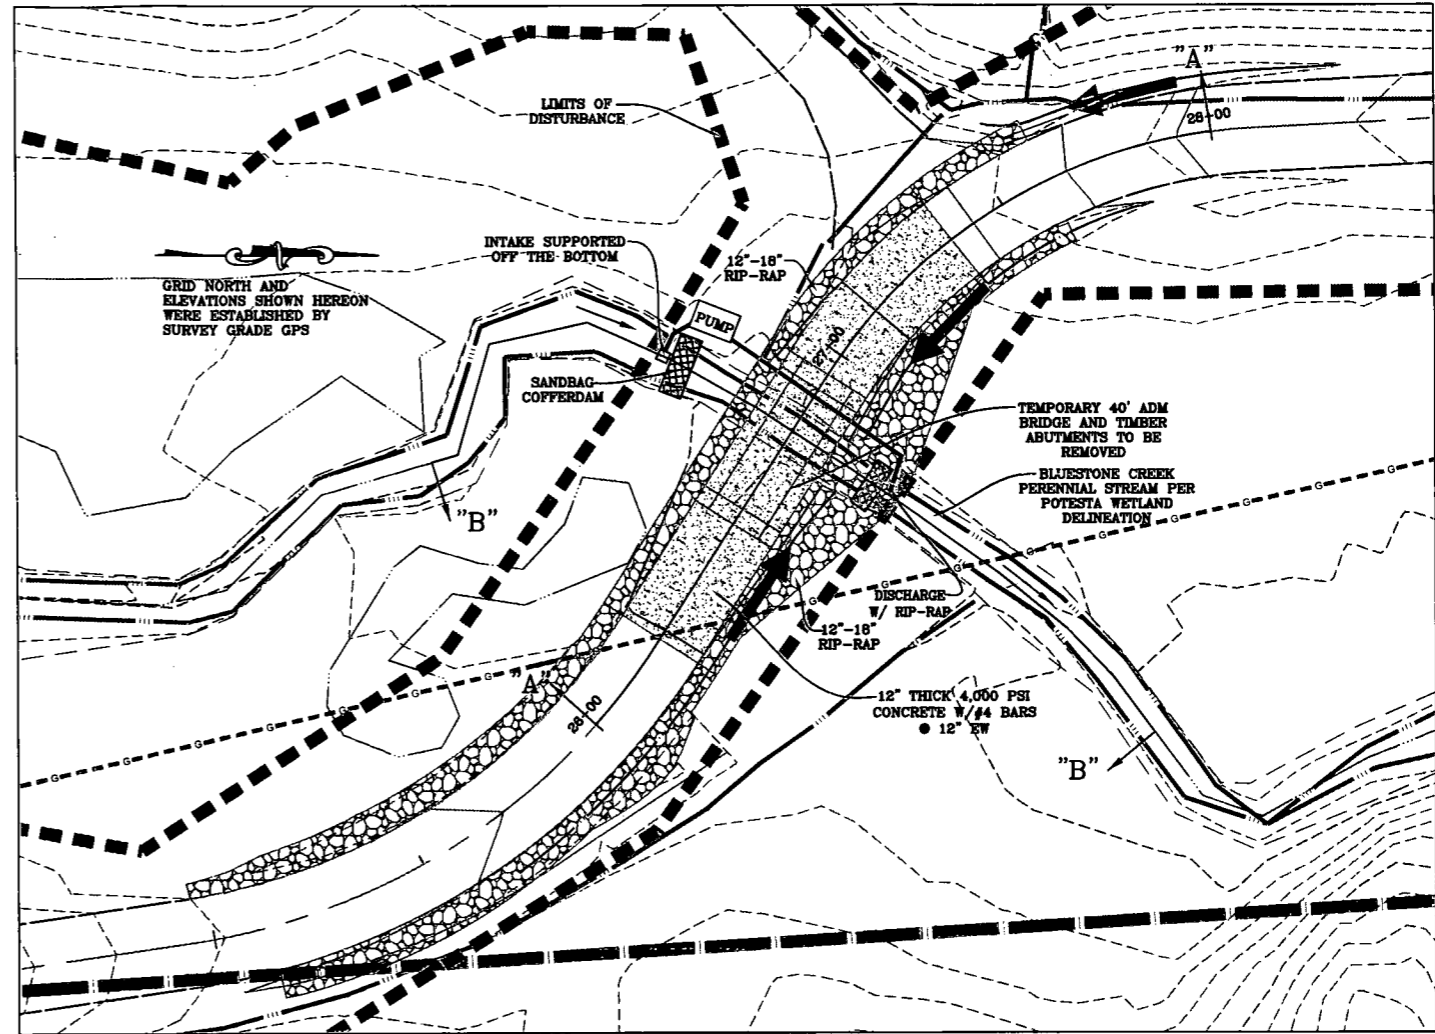 "A"
28+00
LIMITS OF
DISTURBANCE
INTAKE SUPPORTED
OFF THE BOTTOM
12"-18"
RIP-RAP
GRID NORTH AND
ELEVATIONS SHOWN HEREON
WERE ESTABLISHED BY
SURVEY GRADE GPS
PUMP
27+00
SANDBAG
COFFERDAM
TEMPORARY 40' ADM
BRIDGE AND TIMBER
ABUTMENTS TO BE
REMOVED
BLUESTONE CREEK
PERENNIAL STREAM PER
POTESTA WETLAND
DELINEATION
"B"
DISCHARGE
W/ RIP-RAP
12"-18"
RIP-RAP
"A"
26+00
12" THICK 4,000 PSI
CONCRETE W/#4 BARS
@ 12" EW
"B"
G G G G G G G G G G G G